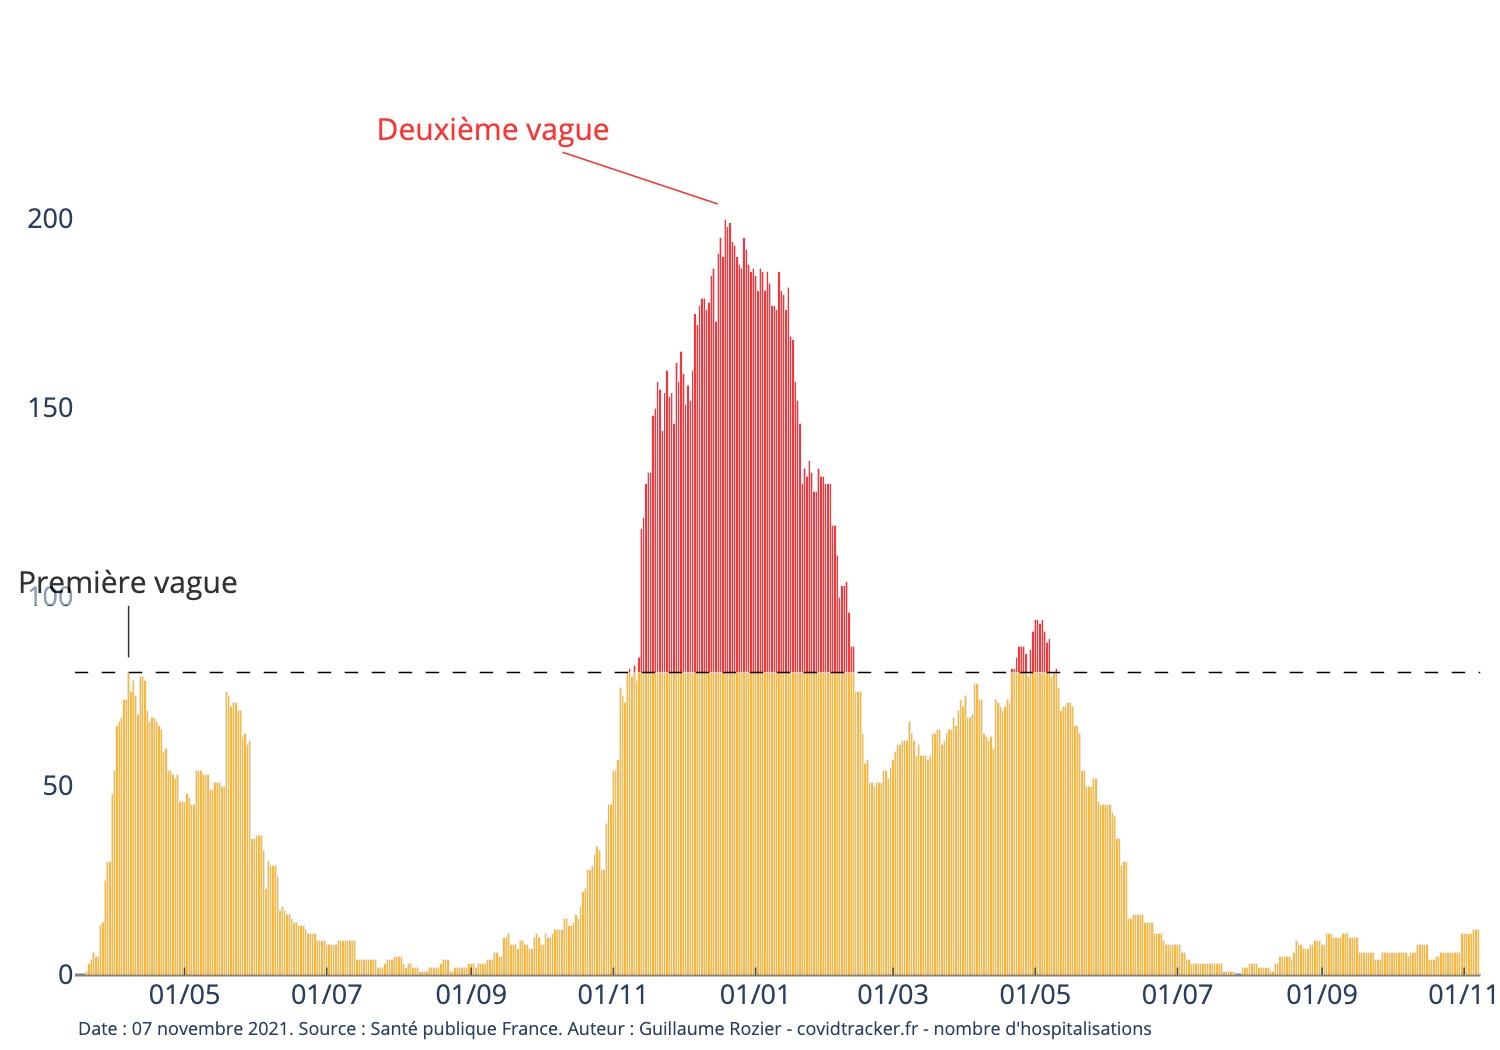 Deuxième vague
200
150
Première vague
100
50
0
01/05 01/07 01/09 01/11 01/01 01/03 01/05 01/07 01/09 01/11
Date : 07 novembre 2021. Source : Santé publique France. Auteur : Guillaume Rozier - covidtracker.fr - nombre d'hospitalisations